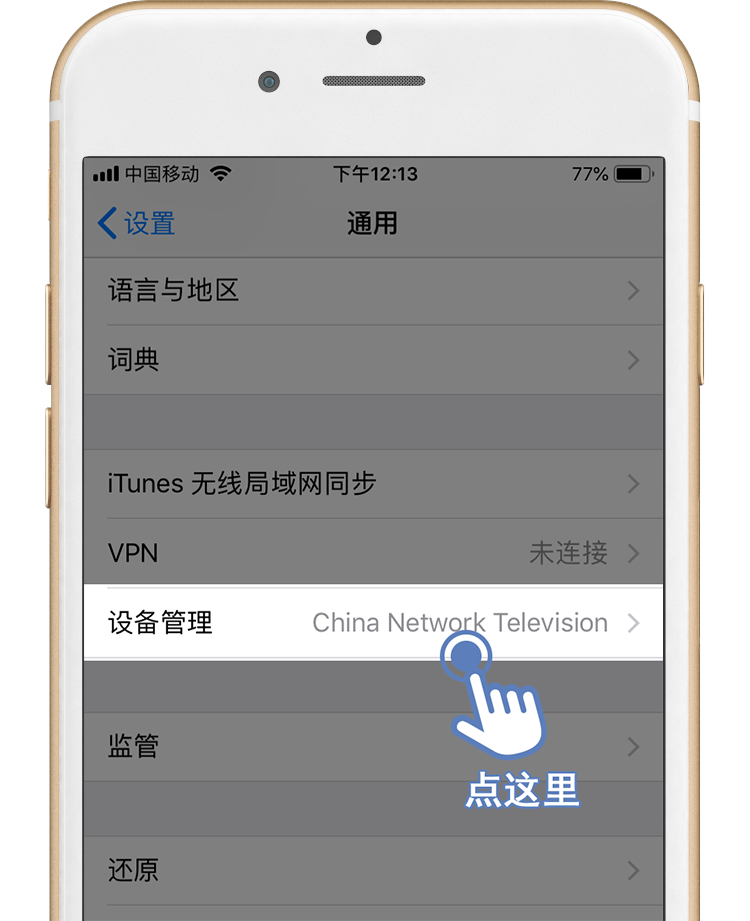 中国移动 下午12:13 77%
设置 通用
语言与地区
词典
iTunes 无线局域网同步
VPN 未连接
设备管理 China Network Television
点这里
监管
还原